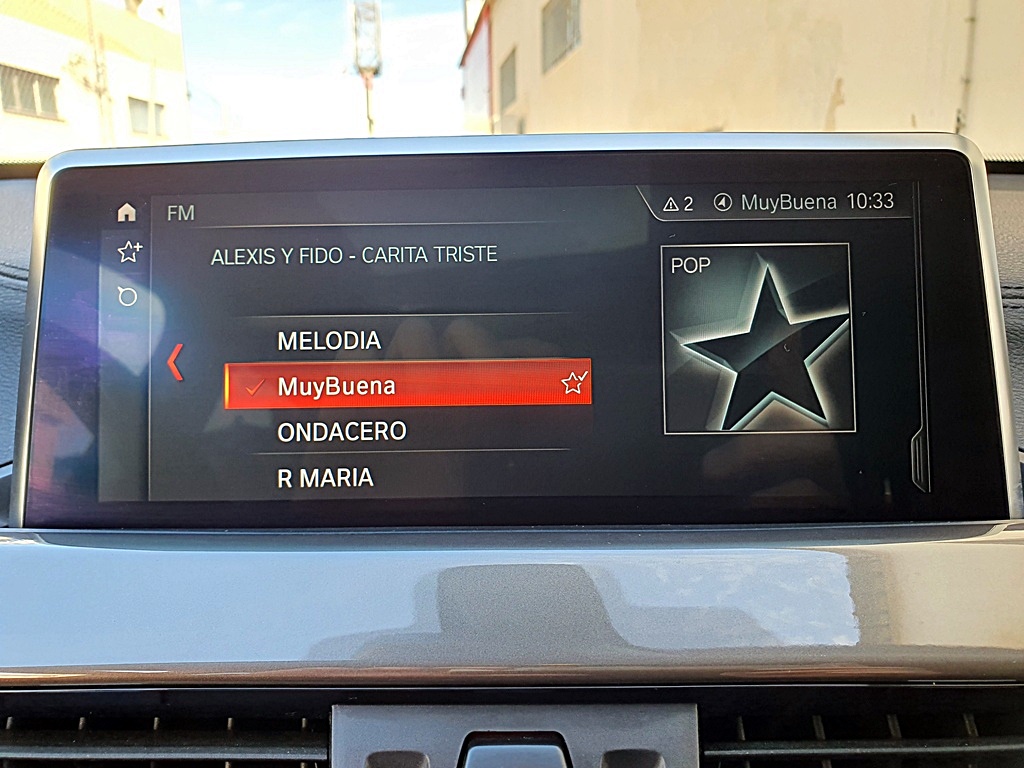 FM
2 MuyBuena 10:33
ALEXIS Y FIDO - CARITA TRISTE
POP
MELODIA
MuyBuena
ONDACERO
R MARIA